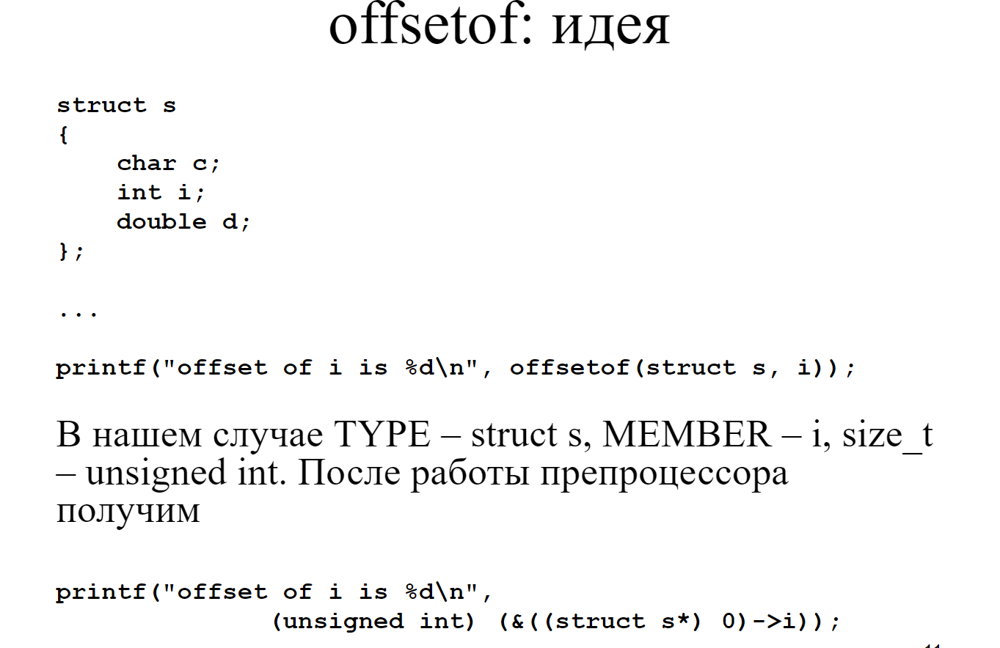 offsetof: идея
struct s
{
    char c;
    int i;
    double d;
};
...
printf("offset of i is %d\n", offsetof(struct s, i));
В нашем случае TYPE – struct s, MEMBER – i, size_t
– unsigned int. После работы препроцессора
получим
printf("offset of i is %d\n",
              (unsigned int) (&((struct s*) 0)->i));